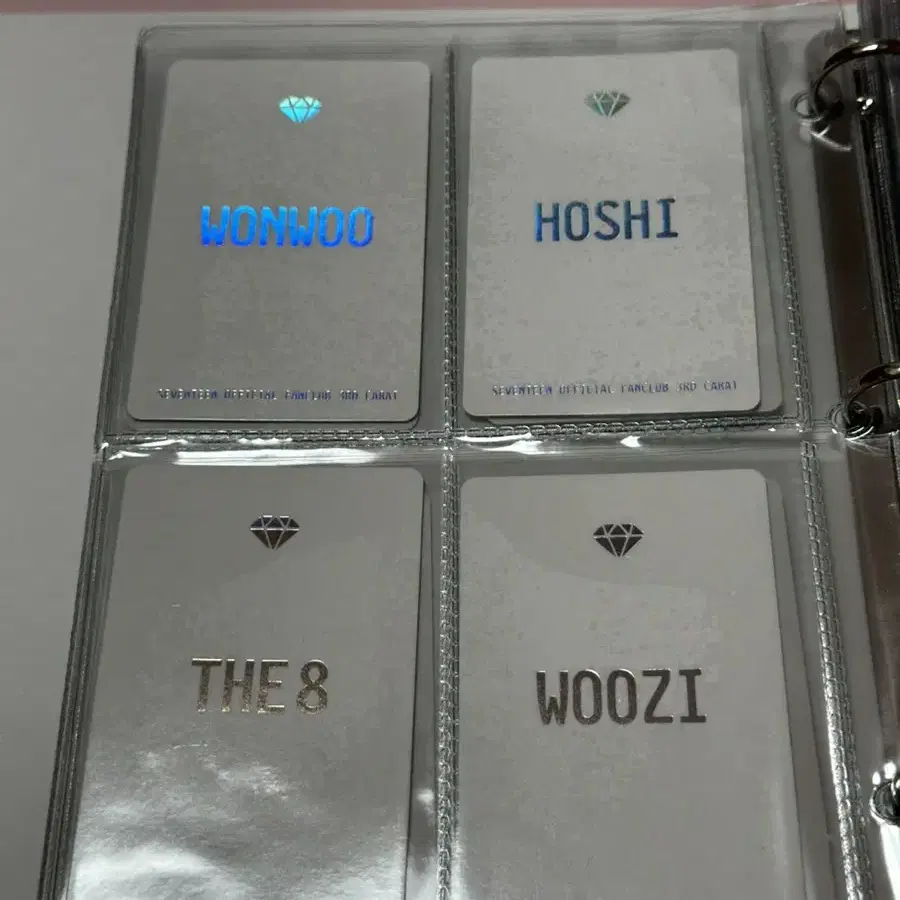 WONWOO
SEVENTEEN OFFICIAL FANCLUB 3RD CARAT
HOSHI
SEVENTEEN OFFICIAL FANCLUB 3RD CARAT
THE 8
WOOZI